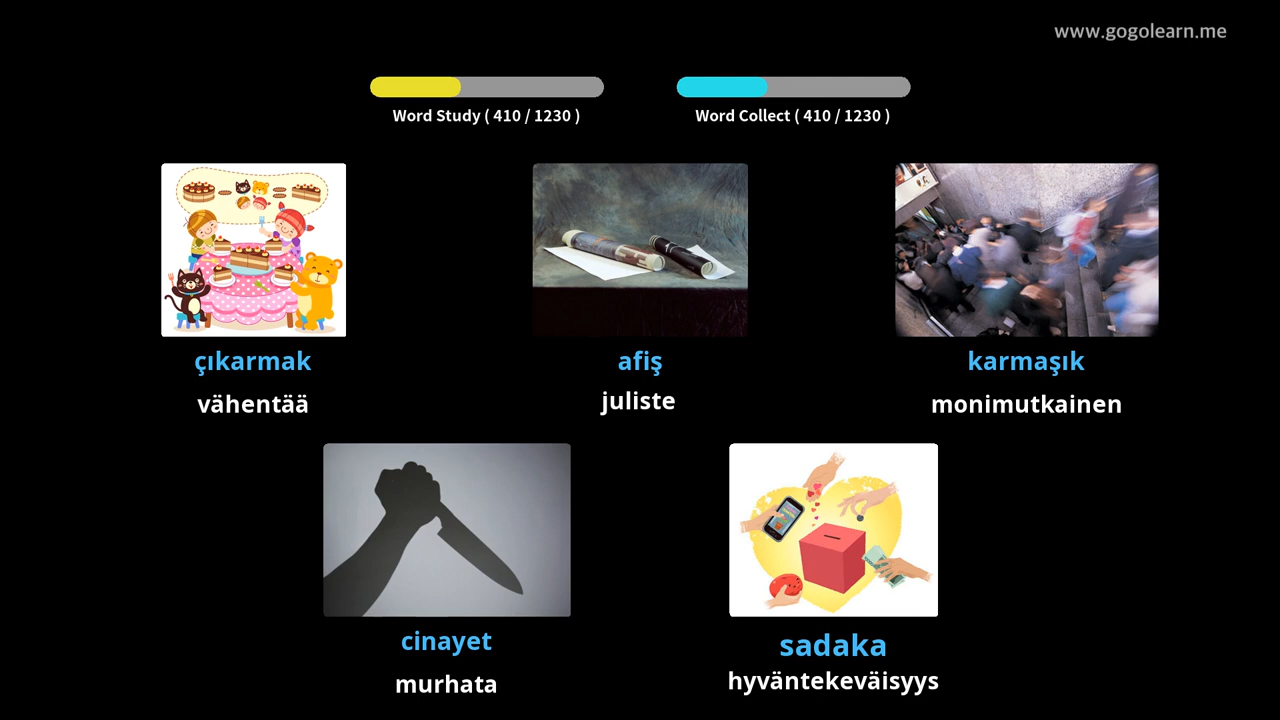 www.gogolearn.me
Word Study ( 410 / 1230 )
Word Collect ( 410 / 1230 )
çıkarmak
vähentää
afiş
juliste
karmaşık
monimutkainen
cinayet
murhata
sadaka
hyväntekeväisyys